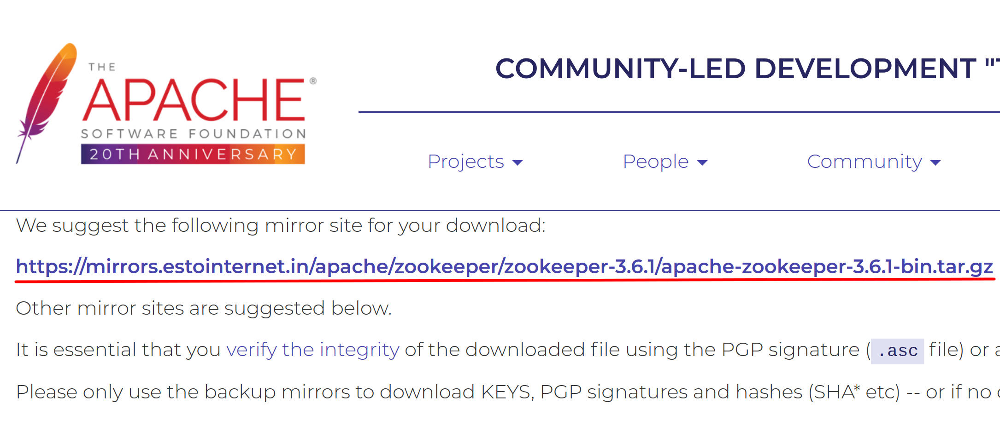 THE
APACHE®
SOFTWARE FOUNDATION
20TH ANNIVERSARY
COMMUNITY-LED DEVELOPMENT "T
Projects
People
Community
We suggest the following mirror site for your download:
https://mirrors.estointernet.in/apache/zookeeper/zookeeper-3.6.1/apache-zookeeper-3.6.1-bin.tar.gz
Other mirror sites are suggested below.
It is essential that you verify the integrity of the downloaded file using the PGP signature ( .asc file) or a
Please only use the backup mirrors to download KEYS, PGP signatures and hashes (SHA* etc) -- or if no